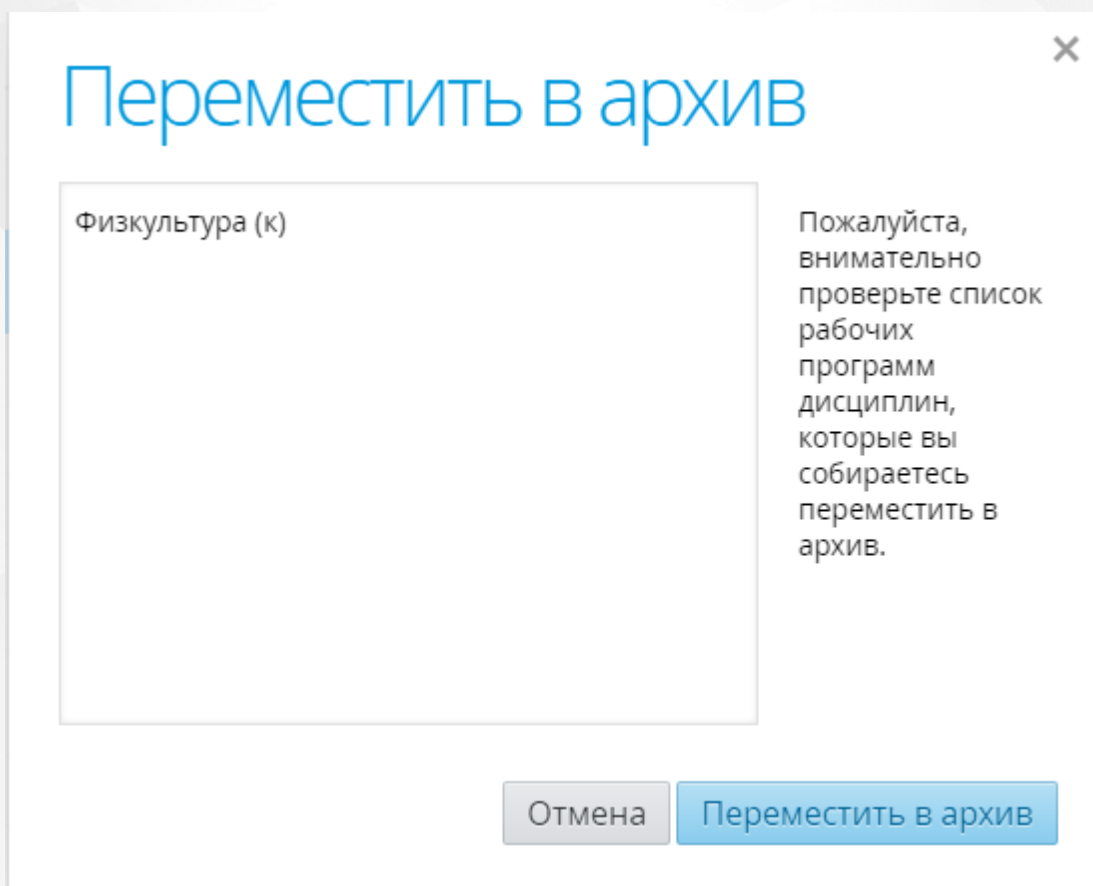 Переместить в архив
Физкультура (к)
Пожалуйста,
внимательно
проверьте список
рабочих
программ
дисциплин,
которые вы
собираетесь
переместить в
архив.
Отмена
Переместить в архив